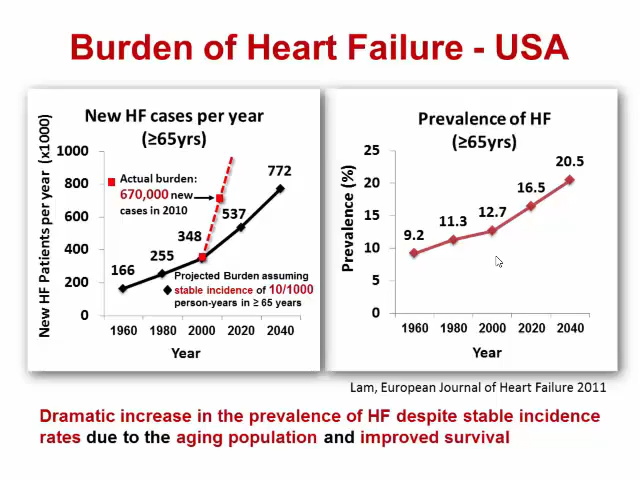 Burden of Heart Failure - USA
New HF cases per year
(≥65yrs)
New HF Patients per year (x1000)
1000
800
600
400
200
0
Actual burden:
670,000 new
cases in 2010
166
255
348
537
772
Projected Burden assuming
stable incidence of 10/1000
person-years in ≥ 65 years
1960 1980 2000 2020 2040
Year
Prevalence of HF
(≥65yrs)
Prevalence (%)
25
20
15
10
5
0
9.2
11.3
12.7
16.5
20.5
1960 1980 2000 2020 2040
Year
Lam, European Journal of Heart Failure 2011
Dramatic increase in the prevalence of HF despite stable incidence
rates due to the aging population and improved survival